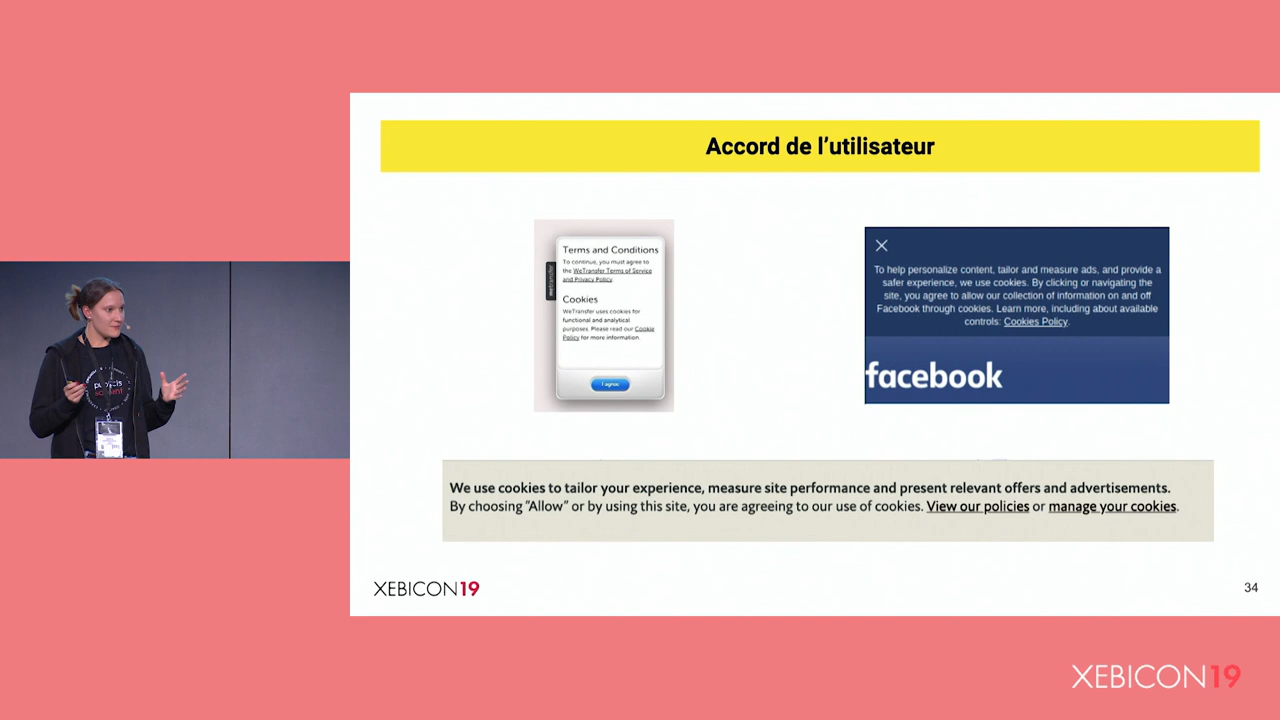 Accord de l'utilisateur
Terms and Conditions
To continue, you must agree to
the WeTransfer Terms of Service
and Privacy Policy.
Cookies
WeTransfer uses cookies for
functional and analytical
purposes. Please read our Cookie
Policy for more information.
I agree
To help personalize content, tailor and measure ads, and provide a
safer experience, we use cookies. By clicking or navigating the
site, you agree to allow our collection of information on and off
Facebook through cookies. Learn more, including about available
controls: Cookies Policy.
facebook
We use cookies to tailor your experience, measure site performance and present relevant offers and advertisements.
By choosing “Allow” or by using this site, you are agreeing to our use of cookies. View our policies or manage your cookies.
XEBICON19
34
XEBICON19